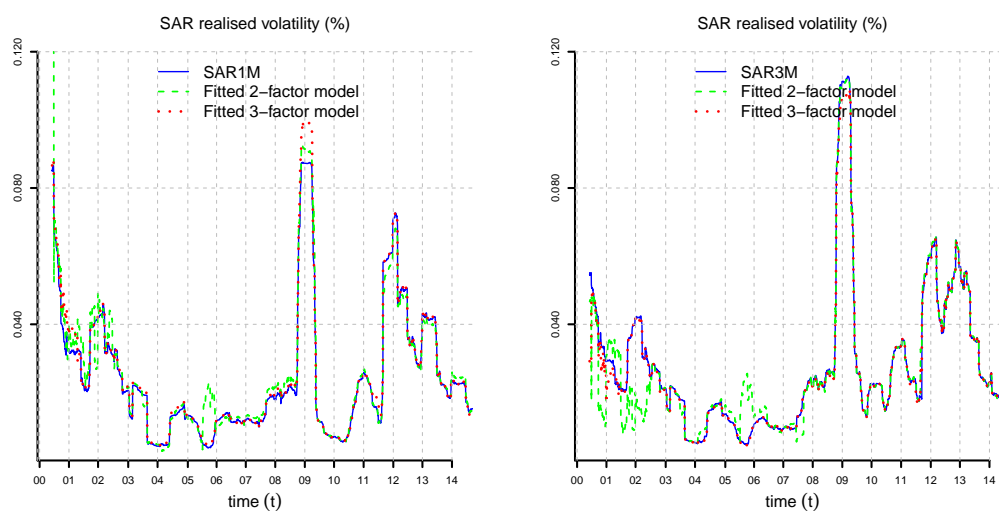 SAR realised volatility (%)
0.120
0.080
0.040
SAR1M
Fitted 2−factor model
Fitted 3−factor model
00 01 02 03 04 05 06 07 08 09 10 11 12 13 14
time (t)
SAR realised volatility (%)
0.120
0.080
0.040
SAR3M
Fitted 2−factor model
Fitted 3−factor model
00 01 02 03 04 05 06 07 08 09 10 11 12 13 14
time (t)